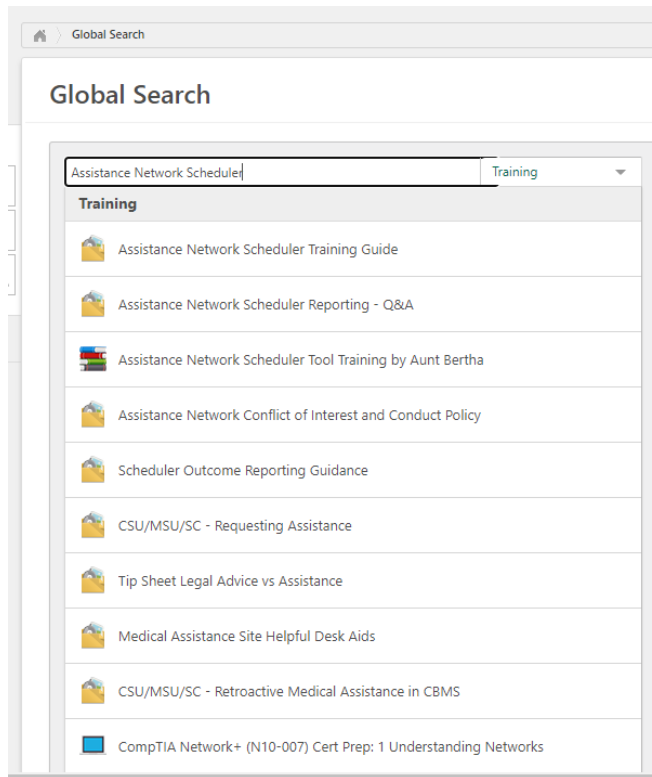 Global Search
Global Search
Assistance Network Scheduler
Training
Training
Assistance Network Scheduler Training Guide
Assistance Network Scheduler Reporting - Q&A
Assistance Network Scheduler Tool Training by Aunt Bertha
Assistance Network Conflict of Interest and Conduct Policy
Scheduler Outcome Reporting Guidance
CSU/MSU/SC - Requesting Assistance
Tip Sheet Legal Advice vs Assistance
Medical Assistance Site Helpful Desk Aids
CSU/MSU/SC - Retroactive Medical Assistance in CBMS
CompTIA Network+ (N10-007) Cert Prep: 1 Understanding Networks